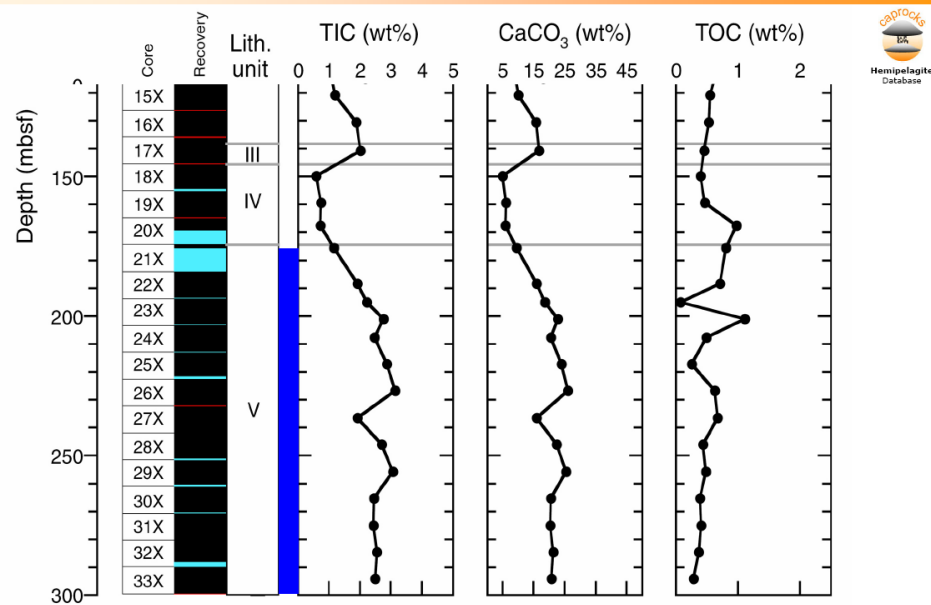 TIC (wt%)
CaCO3 (wt%)
TOC (wt%)
caprocks
Hemipelagite
Database
Core
Recovery
Lith.
unit
0 1 2 3 4 5
5 15 25 35 45
0 1 2
Depth (mbsf)
150
200
250
300
15X
16X
17X
18X
19X
20X
21X
22X
23X
24X
25X
26X
27X
28X
29X
30X
31X
32X
33X
III
IV
V